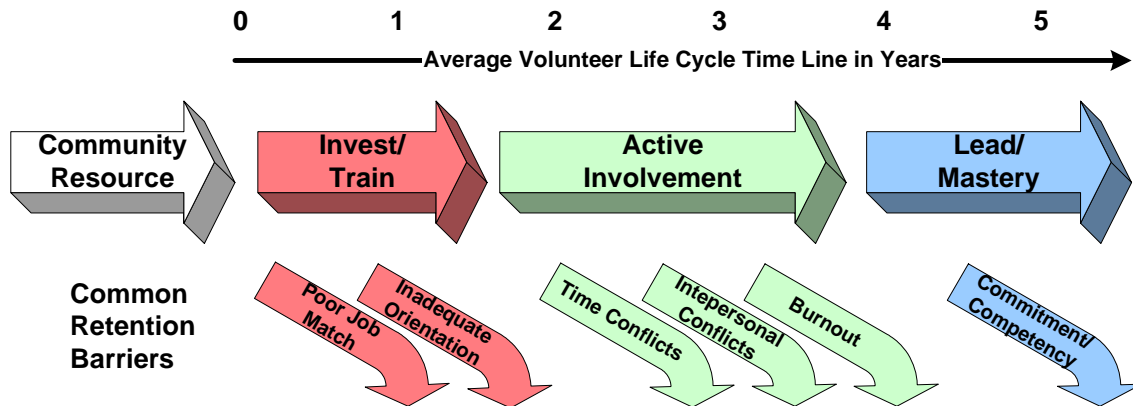 0 1 2 3 4 5
Average Volunteer Life Cycle Time Line in Years
Community
Resource
Invest/
Train
Active
Involvement
Lead/
Mastery
Common
Retention
Barriers
Poor Job
Match
Inadequate
Orientation
Time Conflicts
Intepersonal
Conflicts
Burnout
Commitment/
Competency